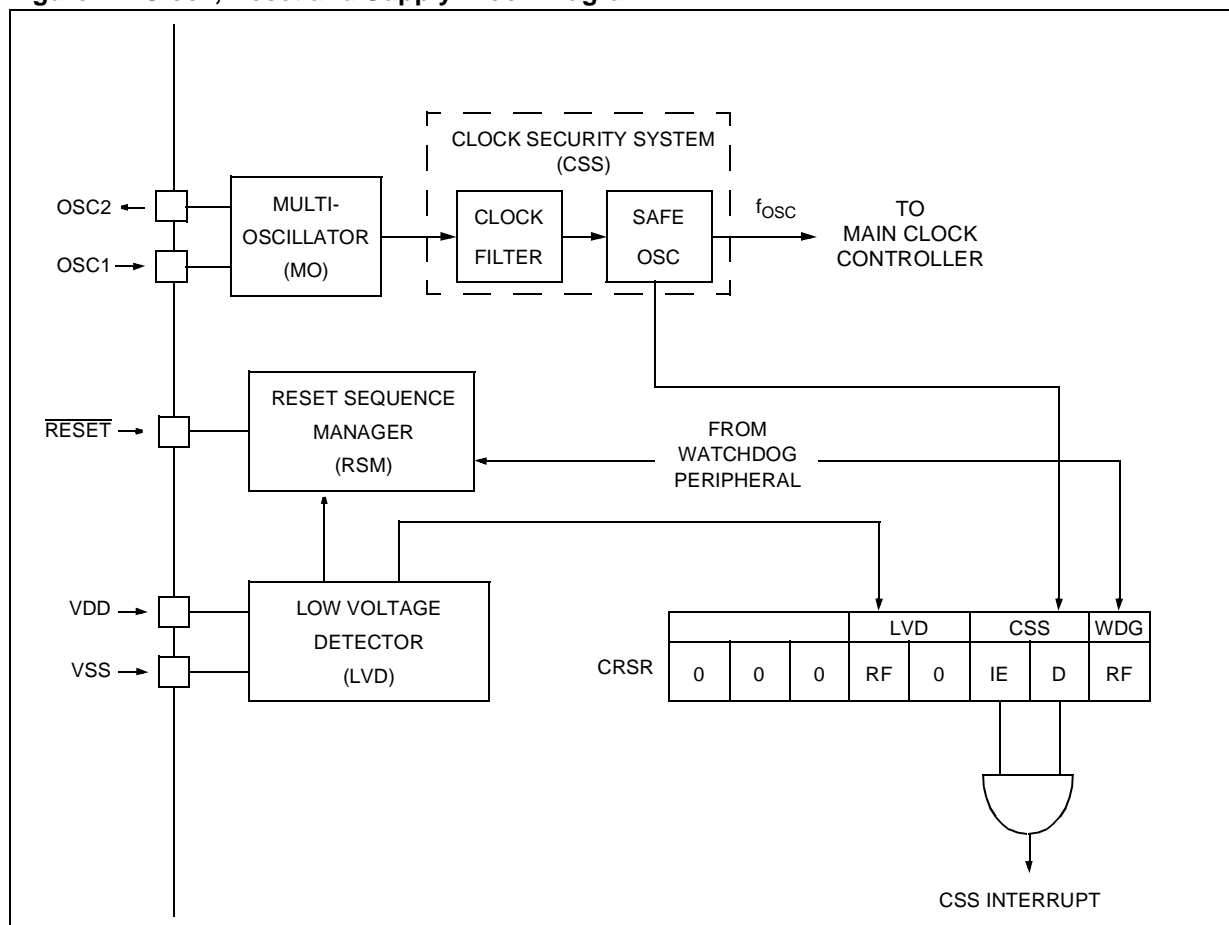 CLOCK SECURITY SYSTEM
(CSS)
OSC2
MULTI-
OSCILLATOR
(MO)
OSC1
CLOCK
FILTER
SAFE
OSC
fOSC
TO
MAIN CLOCK
CONTROLLER
RESET
RESET SEQUENCE
MANAGER
(RSM)
FROM
WATCHDOG
PERIPHERAL
VDD
VSS
LOW VOLTAGE
DETECTOR
(LVD)
LVD CSS WDG
CRSR 0 0 0 RF 0 IE D RF
CSS INTERRUPT